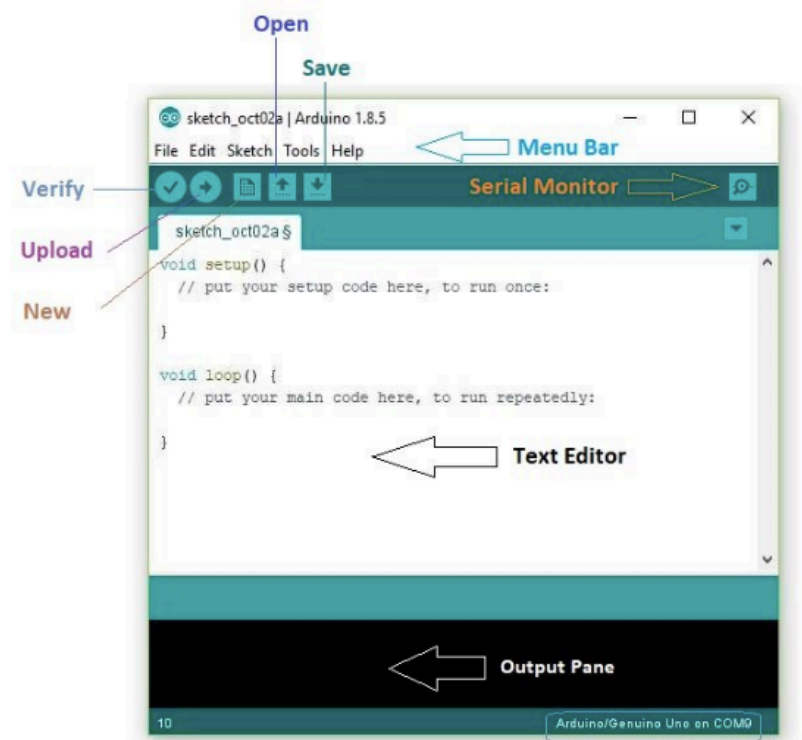 Open
Save
sketch_oct02a | Arduino 1.8.5
File Edit Sketch Tools Help
Menu Bar
Verify
Serial Monitor
sketch_oct02a §
Upload
void setup() {
// put your setup code here, to run once:
New
}
void loop() {
// put your main code here, to run repeatedly:
}
Text Editor
Output Pane
10
Arduino/Genuino Uno on COM9